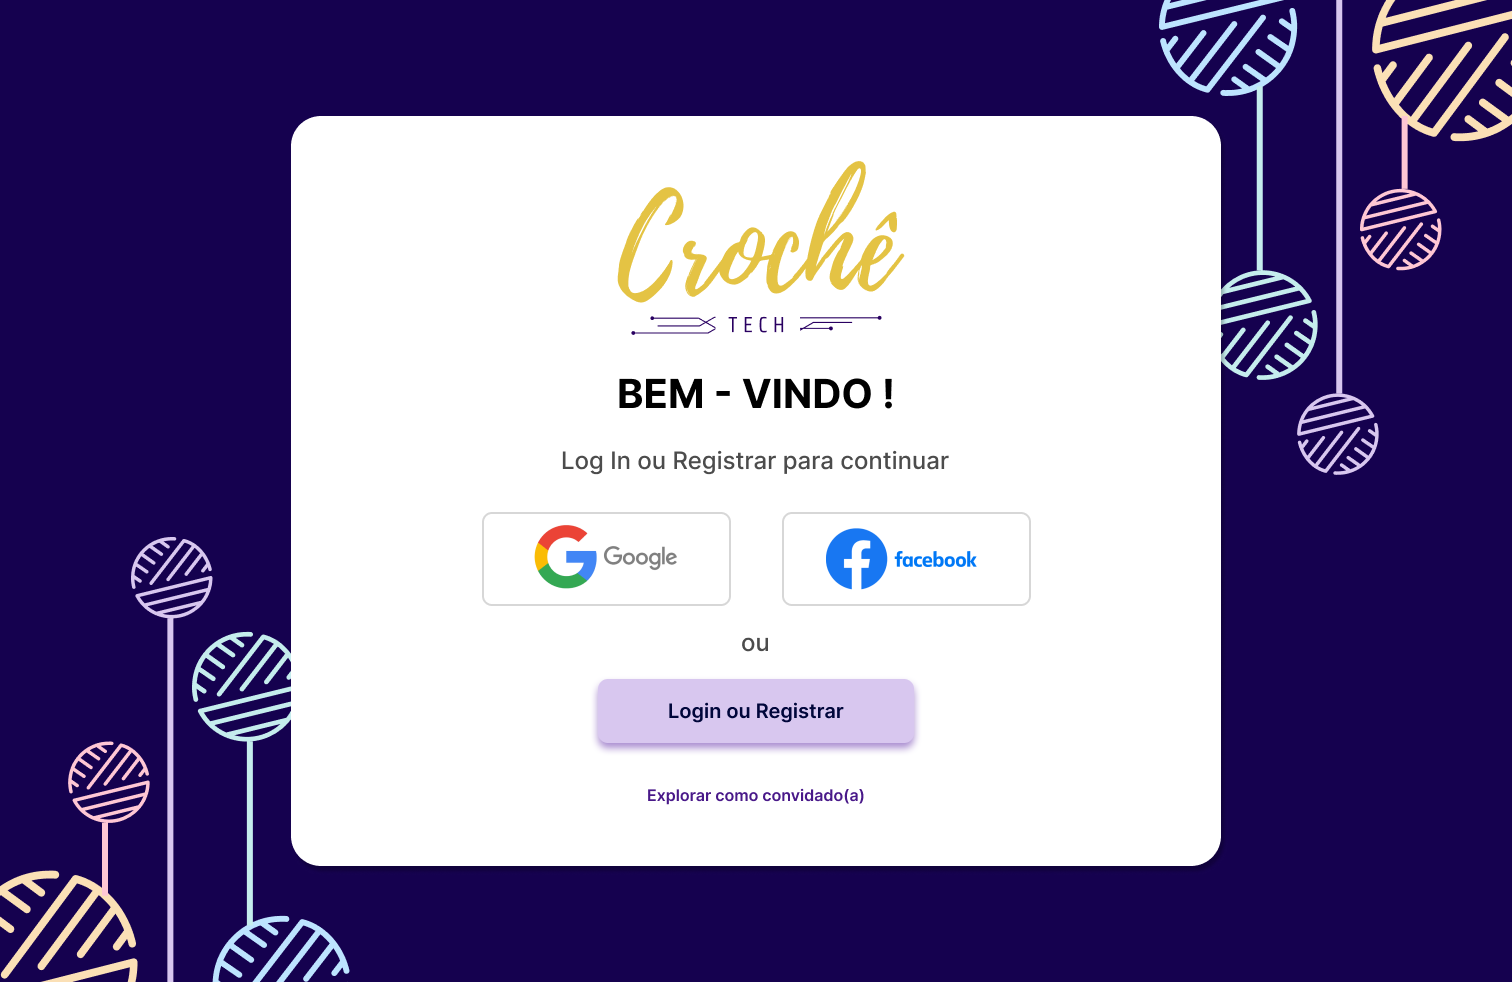 Crochê
TECH
BEM - VINDO !
Log In ou Registrar para continuar
Google
facebook
ou
Login ou Registrar
Explorar como convidado(a)